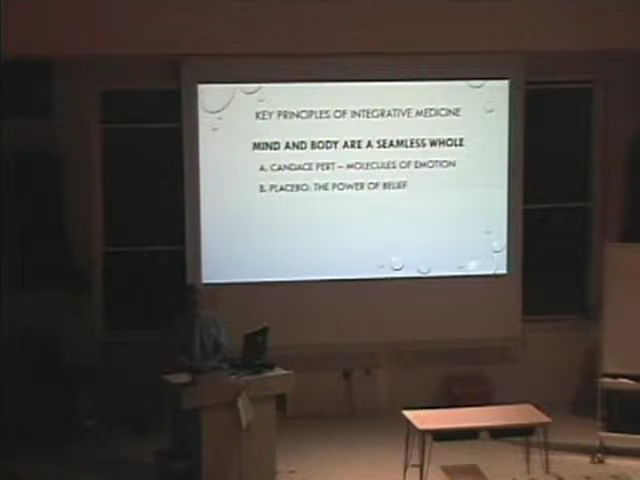 KEY PRINCIPLES OF INTEGRATIVE MEDICINE
MIND AND BODY ARE A SEAMLESS WHOLE
A. CANDACE PERT – MOLECULES OF EMOTION
B. PLACEBO: THE POWER OF BELIEF